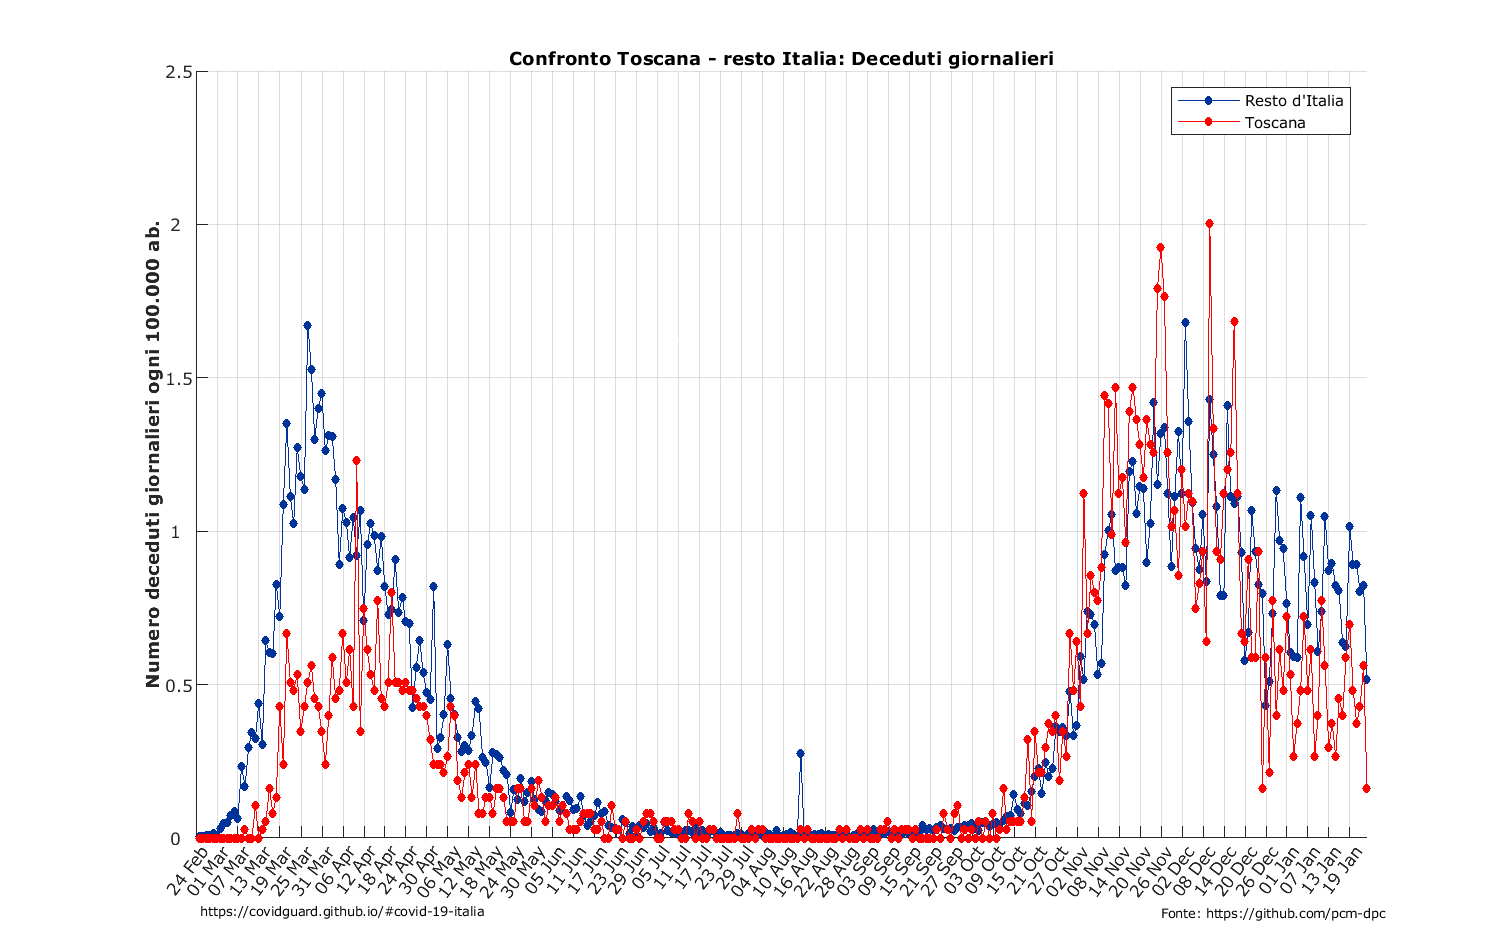 Confronto Toscana - resto Italia: Deceduti giornalieri
Numero deceduti giornalieri ogni 100.000 ab.
2.5
2
1.5
1
0.5
0
Resto d'Italia
Toscana
24 Feb
01 Mar
07 Mar
13 Mar
19 Mar
25 Mar
31 Mar
06 Apr
12 Apr
18 Apr
24 Apr
30 Apr
06 May
12 May
18 May
24 May
30 May
05 Jun
11 Jun
17 Jun
23 Jun
29 Jun
05 Jul
11 Jul
17 Jul
23 Jul
29 Jul
04 Aug
10 Aug
16 Aug
22 Aug
28 Aug
03 Sep
09 Sep
15 Sep
21 Sep
27 Sep
03 Oct
09 Oct
15 Oct
21 Oct
27 Oct
02 Nov
08 Nov
14 Nov
20 Nov
26 Nov
02 Dec
08 Dec
14 Dec
20 Dec
26 Dec
01 Jan
07 Jan
13 Jan
19 Jan
https://covidguard.github.io/#covid-19-italia
Fonte: https://github.com/pcm-dpc